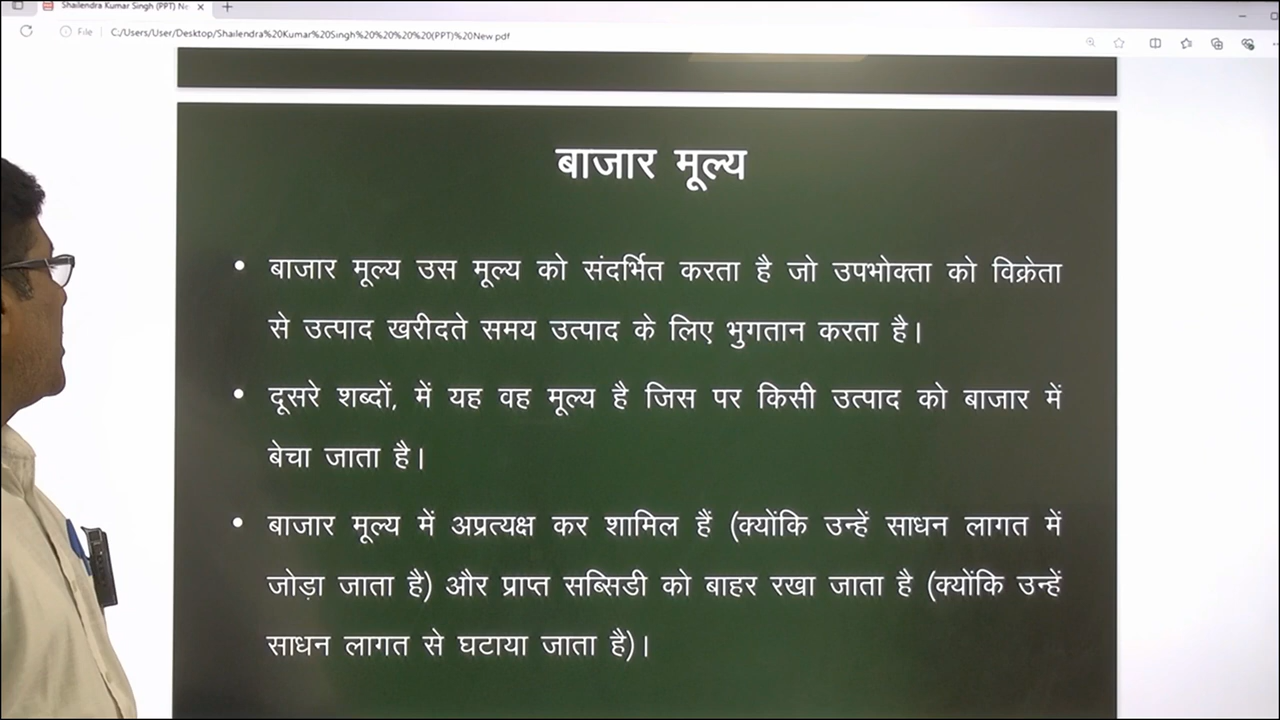 Shailendra Kumar Singh (PPT) Ne
File
C:/Users/User/Desktop/Shailendra%20Kumar%20Singh%20%20%20%20(PPT)%20New.pdf
बाजार मूल्य
• बाजार मूल्य उस मूल्य को संदर्भित करता है जो उपभोक्ता को विक्रेता
से उत्पाद खरीदते समय उत्पाद के लिए भुगतान करता है।
• दूसरे शब्दों, में यह वह मूल्य है जिस पर किसी उत्पाद को बाजार में
बेचा जाता है।
• बाजार मूल्य में अप्रत्यक्ष कर शामिल हैं (क्योंकि उन्हें साधन लागत में
जोड़ा जाता है) और प्राप्त सब्सिडी को बाहर रखा जाता है (क्योंकि उन्हें
साधन लागत से घटाया जाता है)।